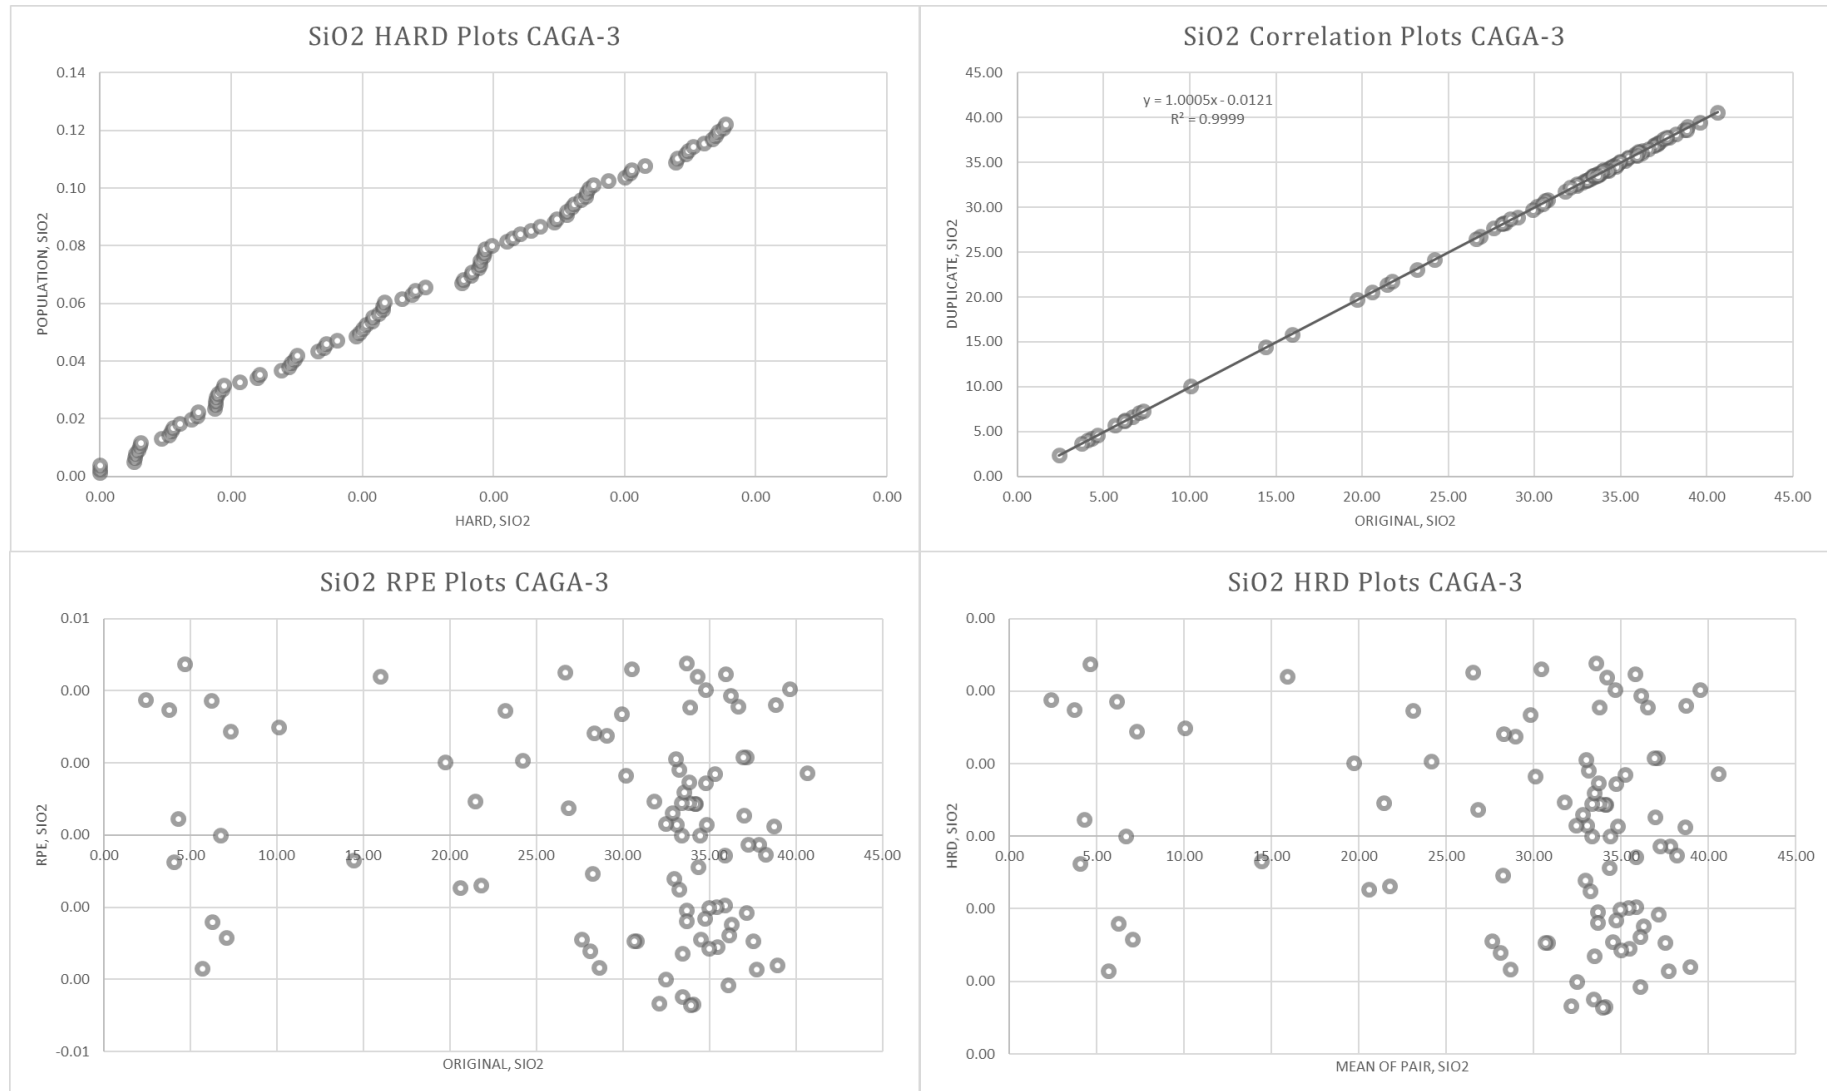 SiO2 HARD Plots CAGA-3
0.14
0.12
0.10
0.08
0.06
0.04
0.02
0.00
POPULATION, SIO2
0.00 0.00 0.00 0.00 0.00 0.00 0.00
HARD, SIO2
SiO2 Correlation Plots CAGA-3
45.00
40.00
35.00
30.00
25.00
20.00
15.00
10.00
5.00
0.00
DUPLICATE, SIO2
y = 1.0005x - 0.0121
R² = 0.9999
0.00 5.00 10.00 15.00 20.00 25.00 30.00 35.00 40.00 45.00
ORIGINAL, SIO2
SiO2 RPE Plots CAGA-3
0.01
0.00
0.00
0.00
0.00
0.00
-0.01
RPE, SIO2
0.00 5.00 10.00 15.00 20.00 25.00 30.00 35.00 40.00 45.00
ORIGINAL, SIO2
SiO2 HRD Plots CAGA-3
0.00
0.00
0.00
0.00
0.00
0.00
0.00
HRD, SIO2
0.00 5.00 10.00 15.00 20.00 25.00 30.00 35.00 40.00 45.00
MEAN OF PAIR, SIO2